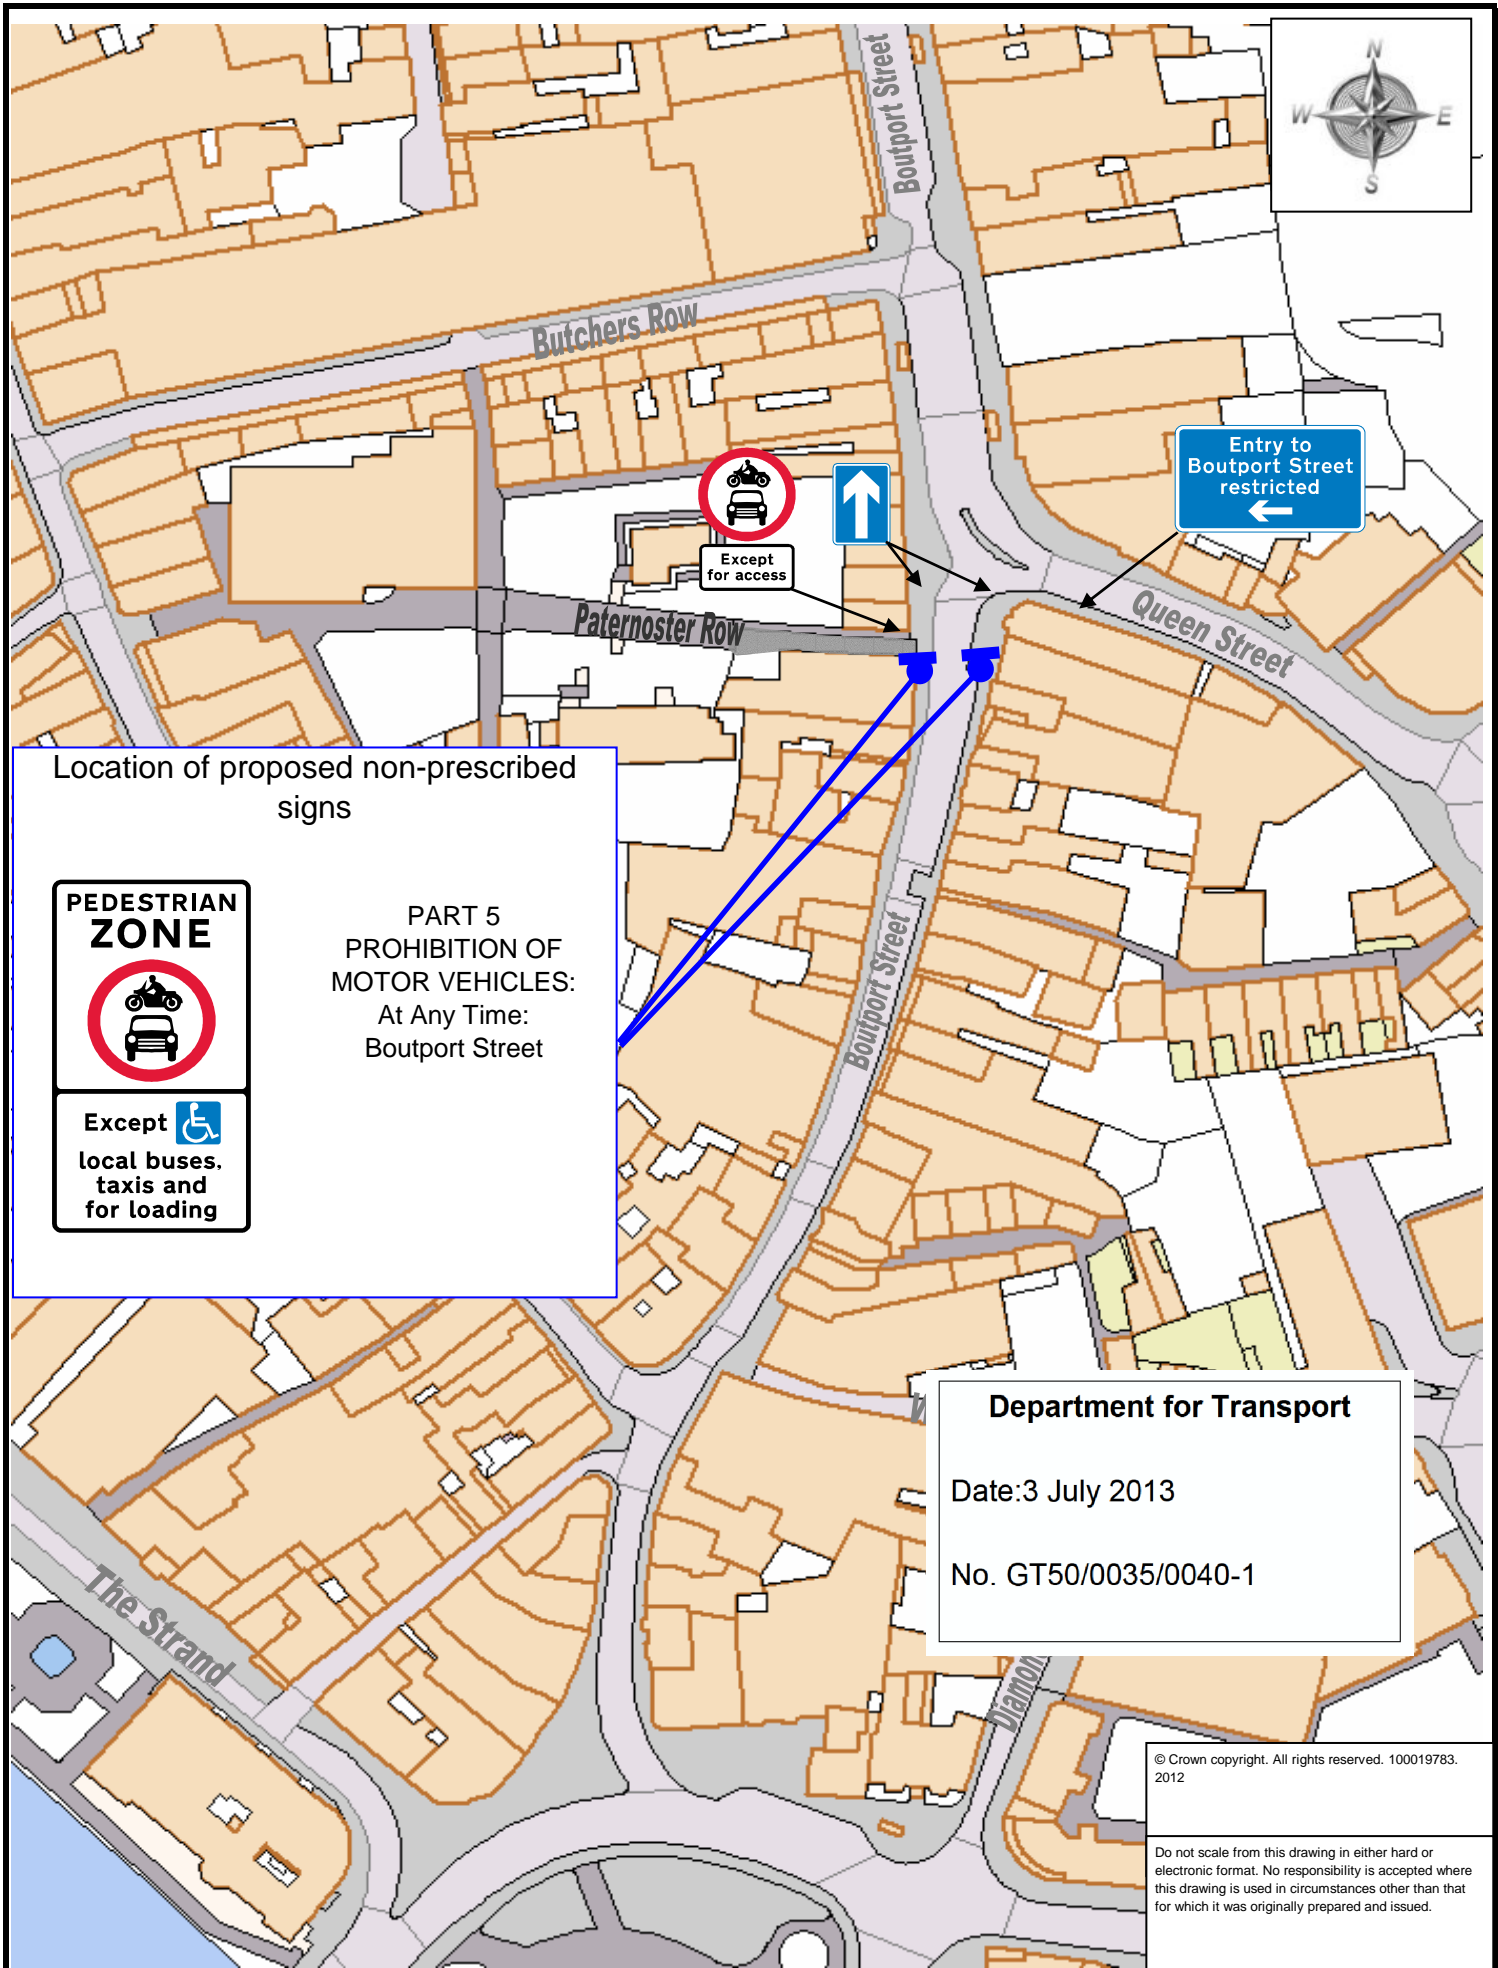 Boutport Street
N
W
E
S
Butchers Row
Entry to
Boutport Street
restricted
Except
for access
Paternoster Row
Queen Street
Location of proposed non-prescribed
signs
PEDESTRIAN
ZONE
Except
local buses,
taxis and
for loading
PART 5
PROHIBITION OF
MOTOR VEHICLES:
At Any Time:
Boutport Street
Boutport Street
Department for Transport
Date:3 July 2013
No. GT50/0035/0040-1
The Strand
© Crown copyright. All rights reserved. 100019783.
2012
Do not scale from this drawing in either hard or
electronic format. No responsibility is accepted where
this drawing is used in circumstances other than that
for which it was originally prepared and issued.